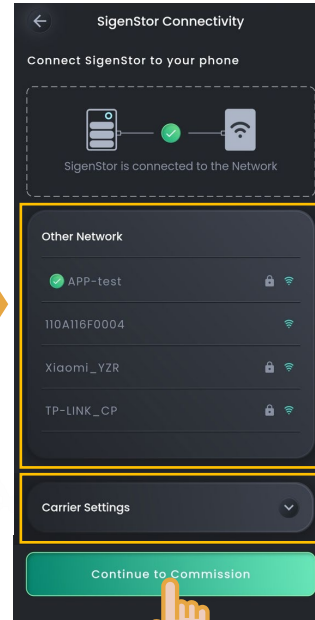 SigenStor Connectivity
Connect SigenStor to your phone
SigenStor is connected to the Network
Other Network
APP-test
110A116F0004
Xiaomi_YZR
TP-LINK_CP
Carrier Settings
Continue to Commission